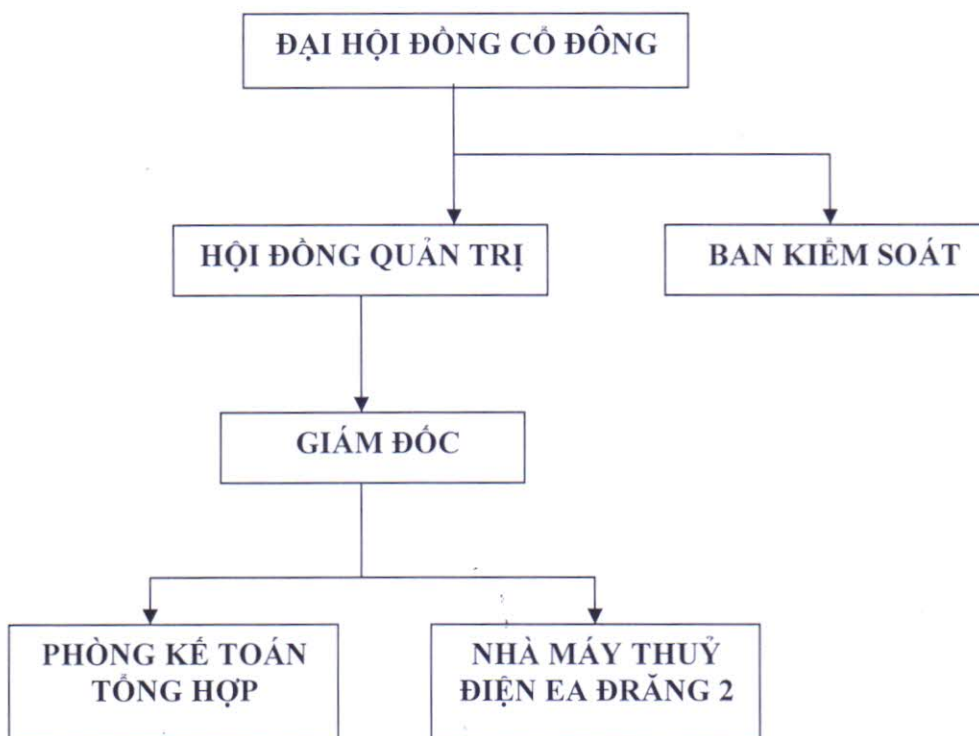 ĐẠI HỘI ĐỒNG CỔ ĐÔNG
HỘI ĐỒNG QUẢN TRỊ
BAN KIỂM SOÁT
GIÁM ĐỐC
PHÒNG KẾ TOÁN
TỔNG HỢP
NHÀ MÁY THUỶ
ĐIỆN EA ĐRĂNG 2